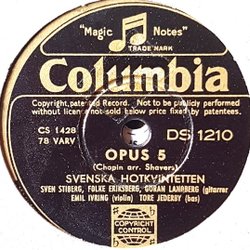 "Magic Notes"
TRADE MARK
Columbia
Copyright, patented Record. Not to be publicly performed
without licence, not sold below price fixed by patentees.
CS 1428
78 VARV
DS 1210
OPUS 5
(Chopin arr. Shavers)
SVENSKA HOTKVINTETTEN
SVEN STIBERG, FOLKE ERIKSBERG, GÖRAN LAMPBERG (gitarrer
EMIL IVRING (violin) TORE JEDERBY (bas)
COPYRIGHT
CONTROL